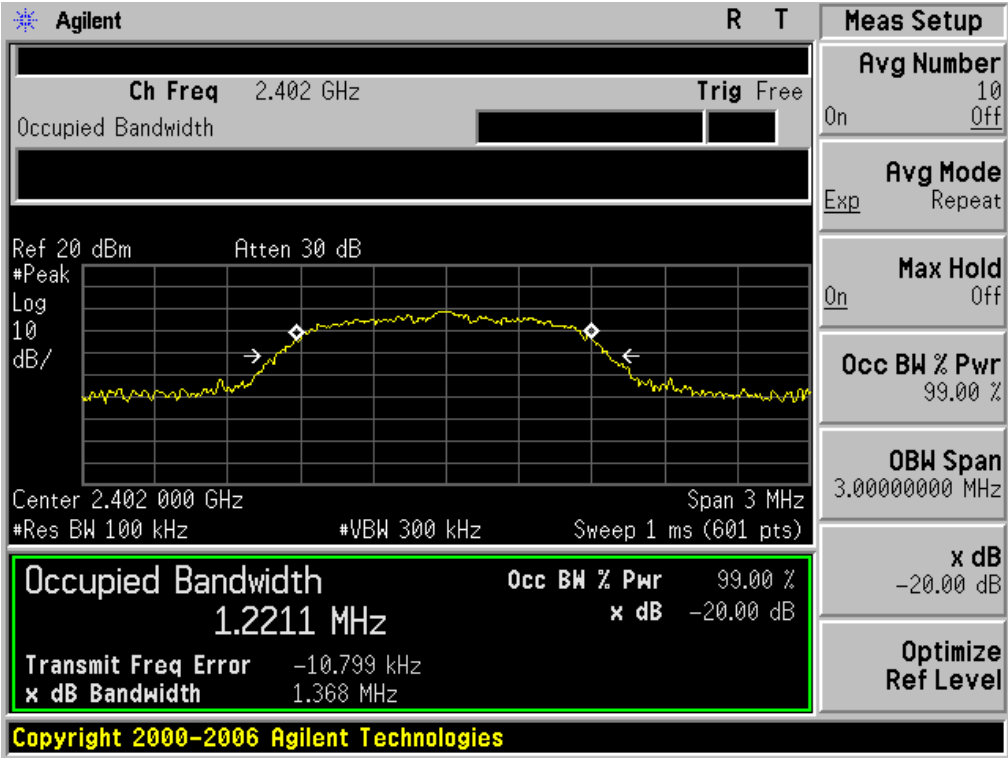 Agilent R T Meas Setup
Ch Freq 2.402 GHz Trig Free
Occupied Bandwidth
Ref 20 dBm Atten 30 dB
#Peak
Log
10
dB/
Center 2.402 000 GHz Span 3 MHz
#Res BW 100 kHz #VBW 300 kHz Sweep 1 ms (601 pts)
Occupied Bandwidth Occ BW % Pwr 99.00 %
1.2211 MHz x dB -20.00 dB
Transmit Freq Error -10.799 kHz
x dB Bandwidth 1.368 MHz
Copyright 2000-2006 Agilent Technologies
Avg Number
10
On Off
Avg Mode
Exp Repeat
Max Hold
On Off
Occ BW % Pwr
99.00 %
OBW Span
3.00000000 MHz
x dB
-20.00 dB
Optimize
Ref Level